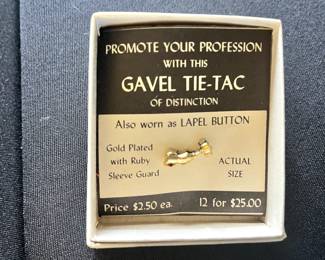 PROMOTE YOUR PROFESSION
WITH THIS
GAVEL TIE-TAC
OF DISTINCTION
Also worn as LAPEL BUTTON
Gold Plated
with Ruby
Sleeve Guard
ACTUAL
SIZE
Price $2.50 ea. 12 for $25.00